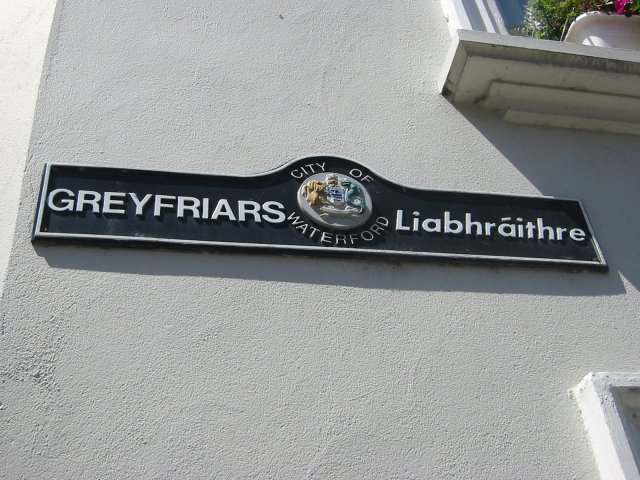 GREYFRIARS
CITY OF
WATERFORD
Liabhráithre